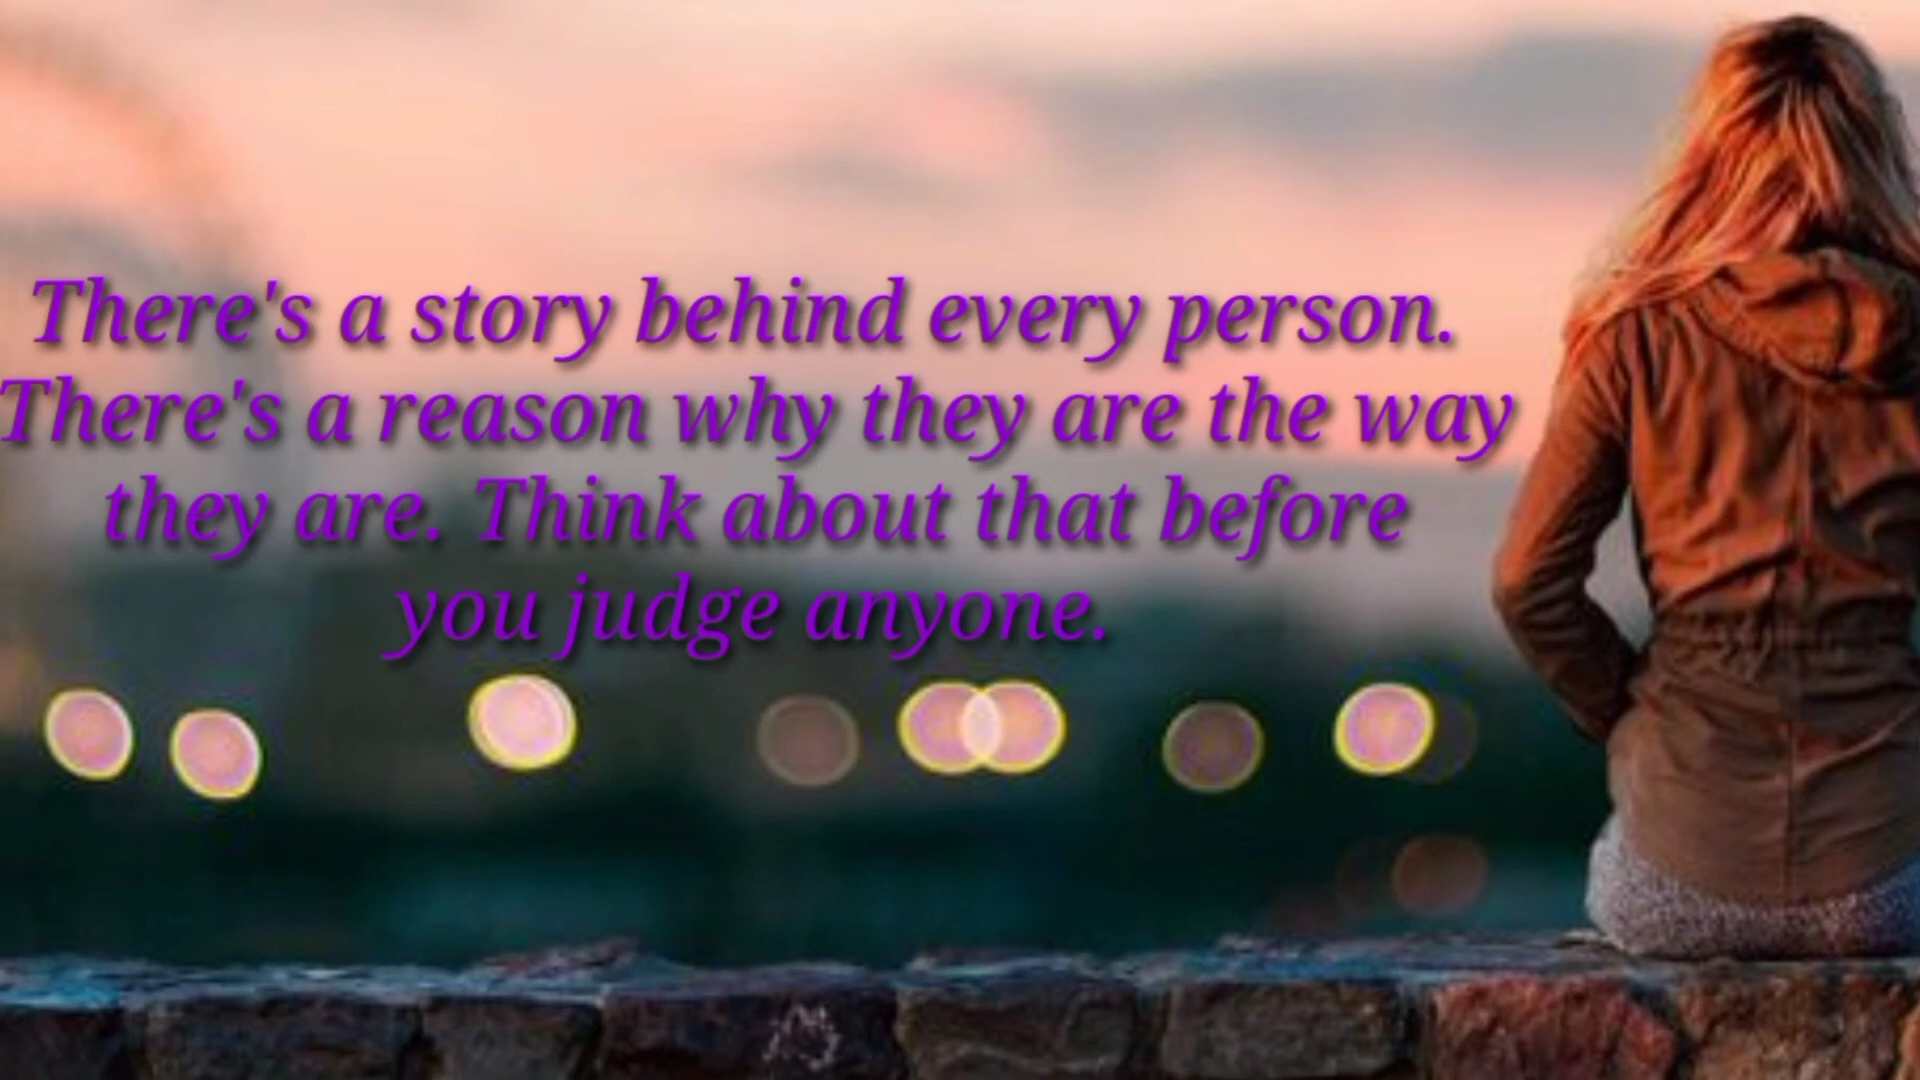 There's a story behind every person.
There's a reason why they are the way
they are. Think about that before
you judge anyone.